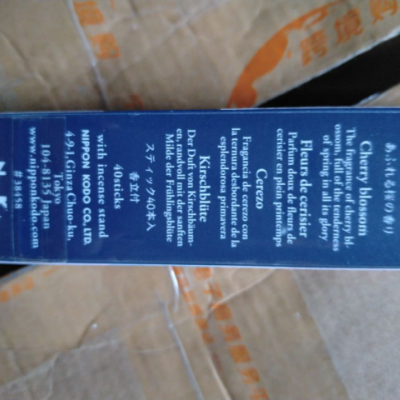 あふれる桜の香り
Cherry blossom
The fragrance of cherry bl-
ossom, full of the tenderness
of spring in all its glory
Fleurs de cerisier
Parfum doux de fleurs de
cerisier en plein printemps
Cerezo
Fragancia de cerezo con
la ternura desbordante de la
esplendorosa primavera
Kirschblüte
Der Duft von Kirschbäum-
en, randvoll mit der sanften
Milde der Frühlingsblüte
スティック40本入
香立付
40sticks
with incense stand
NIPPON KODO CO., LTD.
4-9-1, Ginza Chuo-ku,
Tokyo
104-8135 Japan
www.nipponkodo.com
#38458